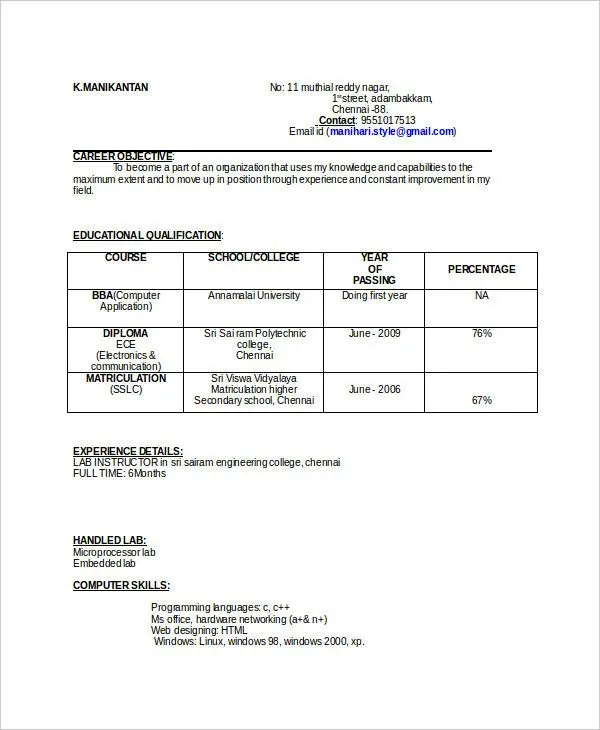 K.MANIKANTAN No: 11 muthial reddy nagar,
1st street, adambakkam,
Chennai -88.
Contact: 9551017513
Email id (manihari.style@gmail.com)
CAREER OBJECTIVE:
To become a part of an organization that uses my knowledge and capabilities to the
maximum extent and to move up in position through experience and constant improvement in my
field.
EDUCATIONAL QUALIFICATION:
COURSE SCHOOL/COLLEGE YEAR
OF
PASSING PERCENTAGE
BBA(Computer
Application) Annamalai University Doing first year NA
DIPLOMA
ECE
(Electronics &
communication) Sri Sai ram Polytechnic
college,
Chennai June - 2009 76%
MATRICULATION
(SSLC) Sri Viswa Vidyalaya
Matriculation higher
Secondary school, Chennai June - 2006 67%
EXPERIENCE DETAILS:
LAB INSTRUCTOR in sri sairam engineering college, chennai
FULL TIME: 6Months
HANDLED LAB:
Microprocessor lab
Embedded lab
COMPUTER SKILLS:
Programming languages: c, c++
Ms office, hardware networking (a+& n+)
Web designing: HTML
Windows: Linux, windows 98, windows 2000, xp.